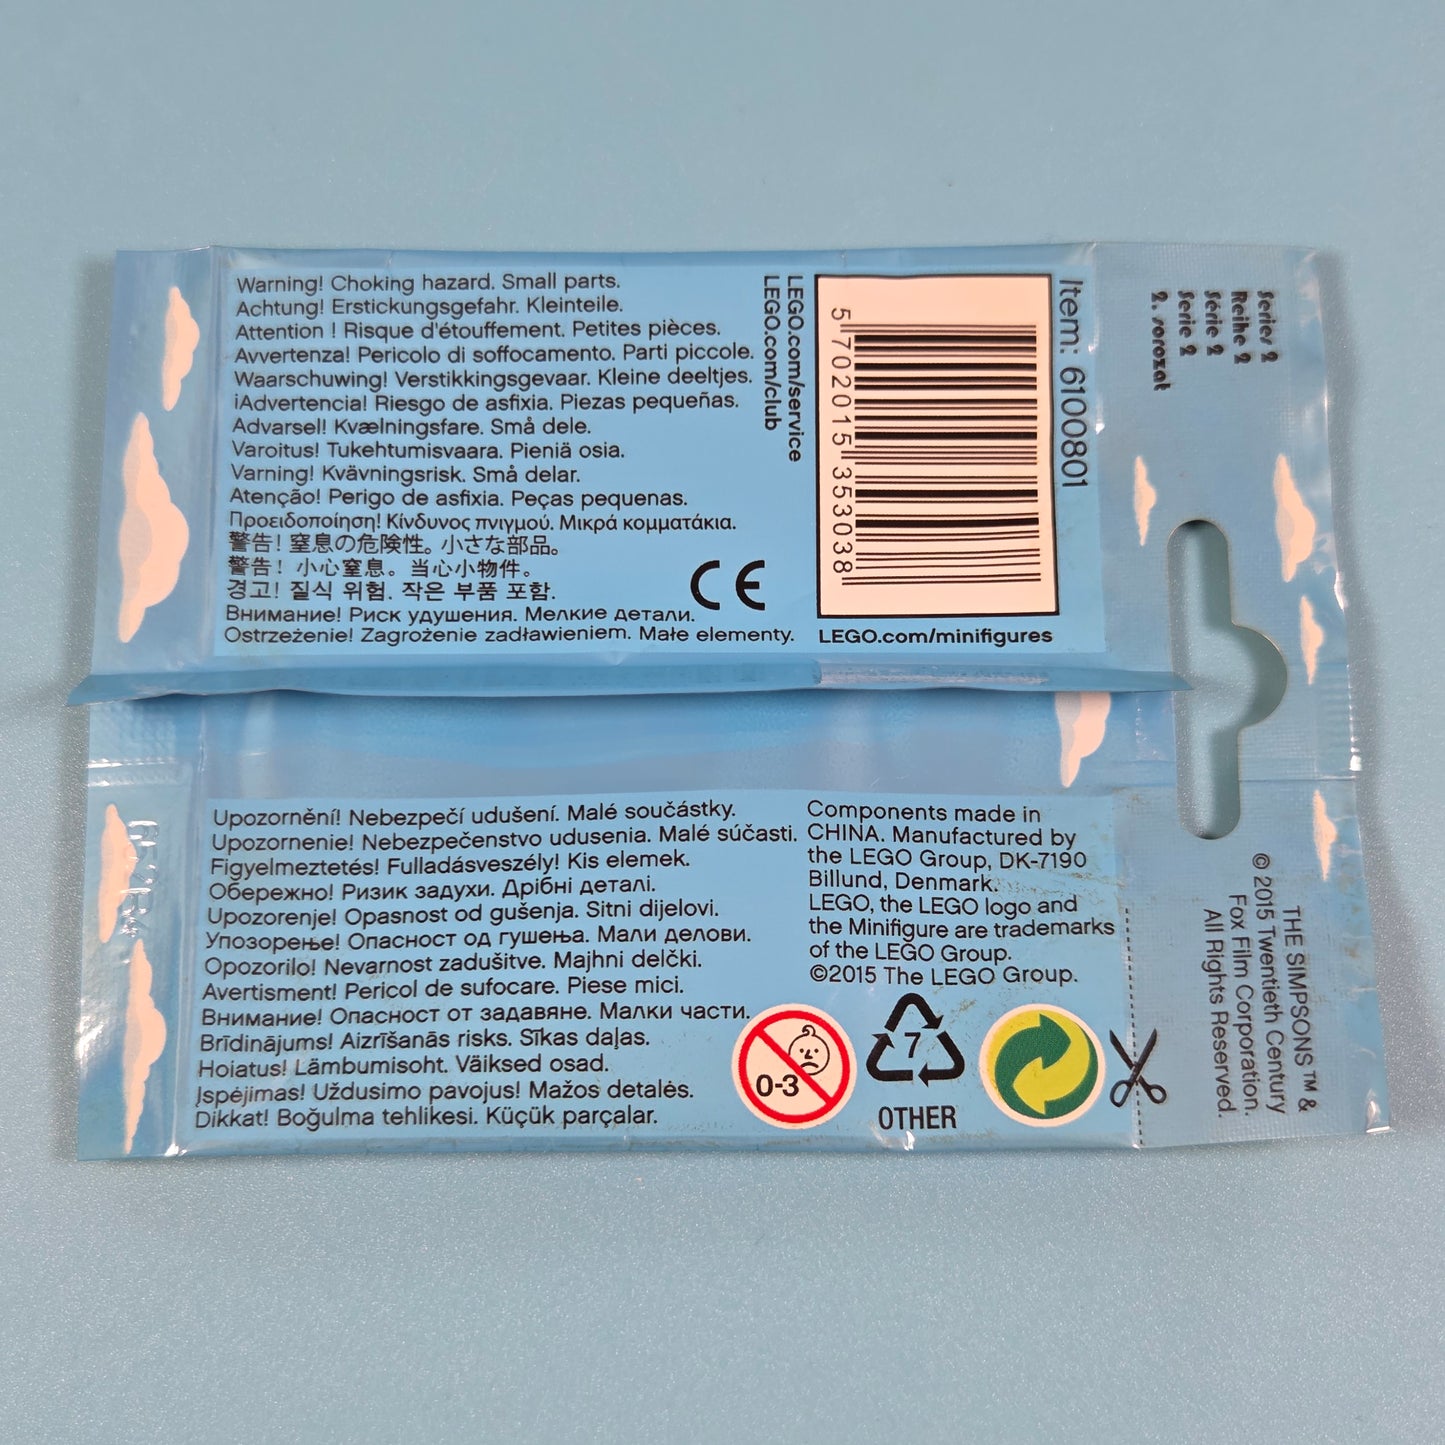 Warning! Choking hazard. Small parts.
Achtung! Erstickungsgefahr. Kleinteile.
Attention ! Risque d'étouffement. Petites pièces.
Avvertenza! Pericolo di soffocamento. Parti piccole.
Waarschuwing! Verstikkingsgevaar. Kleine deeltjes.
¡Advertencia! Riesgo de asfixia. Piezas pequeñas.
Advarsel! Kvælningsfare. Små dele.
Varoitus! Tukehtumisvaara. Pieniä osia.
Varning! Kvävningsrisk. Små delar.
Atenção! Perigo de asfixia. Peças pequenas.
Προειδοποίηση! Κίνδυνος πνιγμού. Μικρά κομματάκια.
警告! 窒息の危険性。小さな部品。
警告! 小心窒息。当心小物件。
경고! 질식 위험. 작은 부품 포함.
Внимание! Риск удушения. Мелкие детали.
Ostrzeżenie! Zagrożenie zadławieniem. Małe elementy.
CE
LEGO.com/service
LEGO.com/club
5 702015 353038
Item: 6100801
LEGO.com/minifigures
Series 2
Reihe 2
Série 2
Serie 2
2. sorozat
Upozornění! Nebezpečí udušení. Malé součástky.
Upozornenie! Nebezpečenstvo udusenia. Malé súčasti.
Figyelmeztetés! Fulladásveszély! Kis elemek.
Обережно! Ризик задухи. Дрібні деталі.
Upozorenje! Opasnost od gušenja. Sitni dijelovi.
Упозорење! Опасност од гушења. Мали делови.
Opozorilo! Nevarnost zadušitve. Majhni delčki.
Avertisment! Pericol de sufocare. Piese mici.
Внимание! Опасност от задавяне. Малки части.
Brīdinājums! Aizrīšanās risks. Sīkas daļas.
Hoiatus! Lämbumisoht. Väiksed osad.
Įspėjimas! Uždusimo pavojus! Mažos detalės.
Dikkat! Boğulma tehlikesi. Küçük parçalar.
Components made in
CHINA. Manufactured by
the LEGO Group, DK-7190
Billund, Denmark.
LEGO, the LEGO logo and
the Minifigure are trademarks
of the LEGO Group.
©2015 The LEGO Group.
0-3
7
OTHER
THE SIMPSONS ™ &
© 2015 Twentieth Century
Fox Film Corporation.
All Rights Reserved.